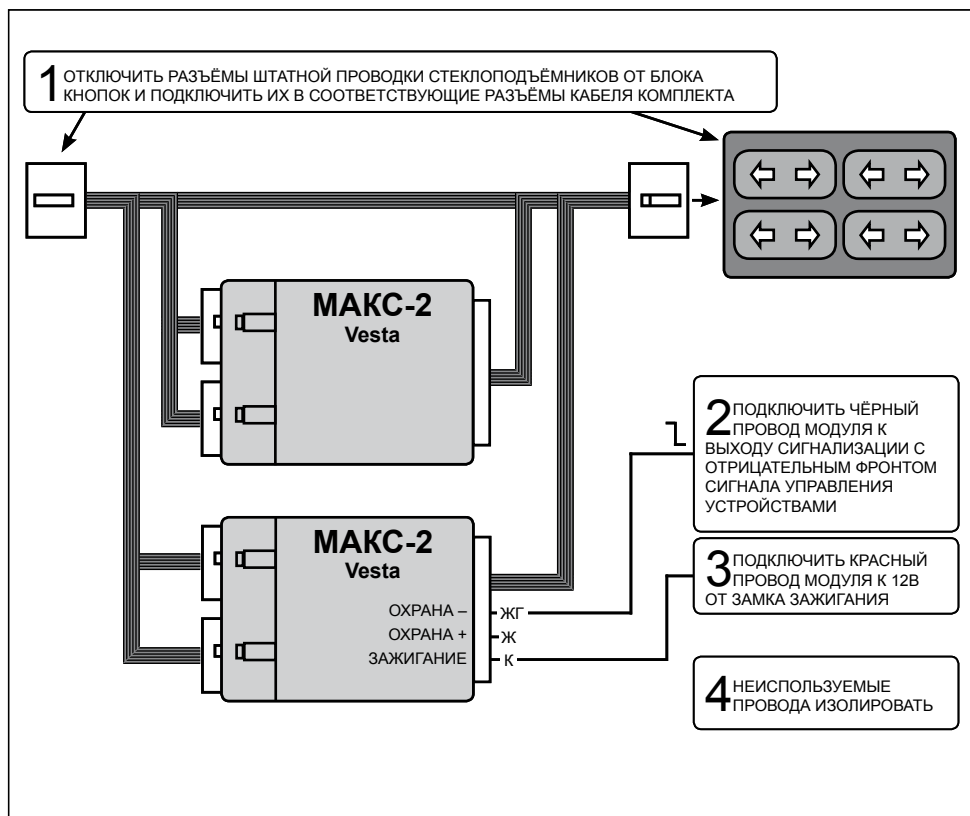 1 ОТКЛЮЧИТЬ РАЗЪЁМЫ ШТАТНОЙ ПРОВОДКИ СТЕКЛОПОДЪЁМНИКОВ ОТ БЛОКА
КНОПОК И ПОДКЛЮЧИТЬ ИХ В СООТВЕТСТВУЮЩИЕ РАЗЪЁМЫ КАБЕЛЯ КОМПЛЕКТА
МАКС-2
Vesta
2 ПОДКЛЮЧИТЬ ЧЁРНЫЙ
ПРОВОД МОДУЛЯ К
ВЫХОДУ СИГНАЛИЗАЦИИ С
ОТРИЦАТЕЛЬНЫМ ФРОНТОМ
СИГНАЛА УПРАВЛЕНИЯ
УСТРОЙСТВАМИ
МАКС-2
Vesta
ОХРАНА – ЖГ
ОХРАНА + Ж
ЗАЖИГАНИЕ К
3 ПОДКЛЮЧИТЬ КРАСНЫЙ
ПРОВОД МОДУЛЯ К 12В
ОТ ЗАМКА ЗАЖИГАНИЯ
4 НЕИСПОЛЬЗУЕМЫЕ
ПРОВОДА ИЗОЛИРОВАТЬ